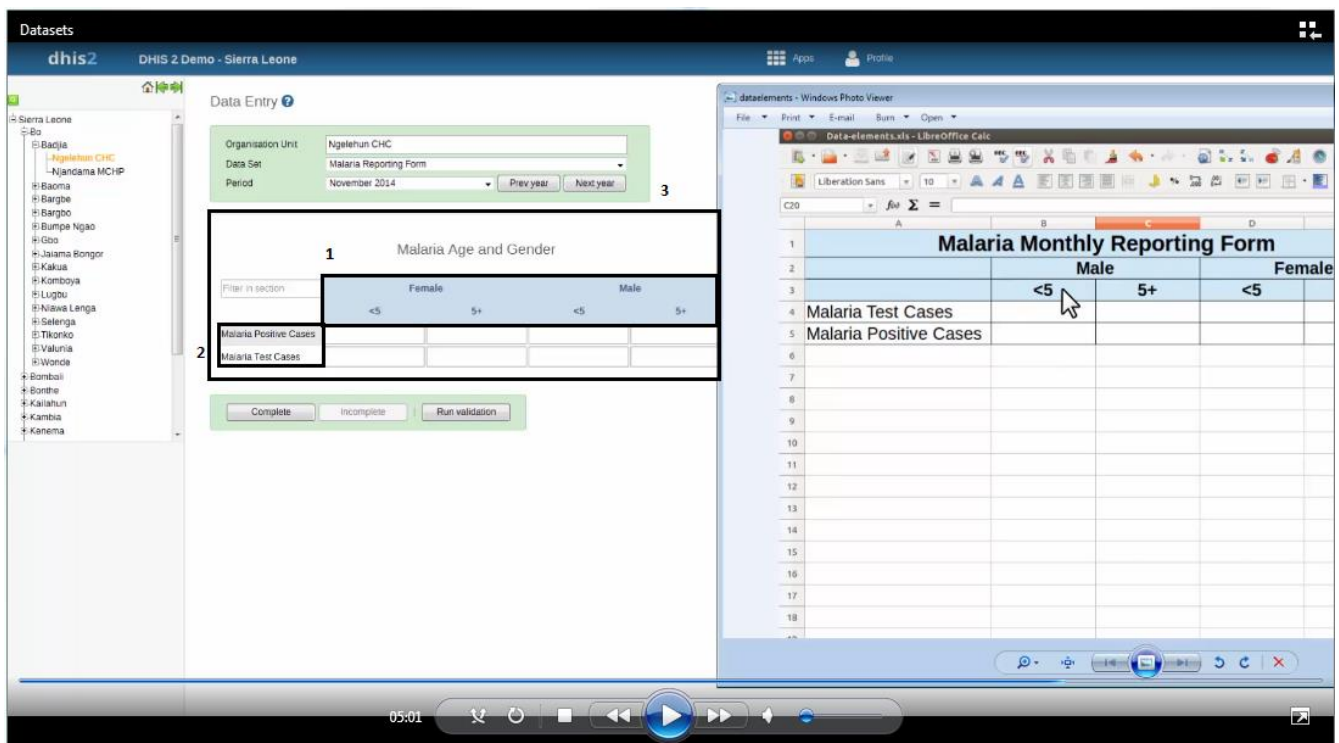 Datasets
dhis2 DHIS 2 Demo - Sierra Leone Apps Profile
Sierra Leone
Bo
Badjia
Ngelehun CHC
Njandama MCHP
Baoma
Bargbe
Bargbo
Bumpe Ngao
Gbo
Jaiama Bongor
Kakua
Komboya
Lugbu
Niawa Lenga
Selenga
Tikonko
Valunia
Wonde
Bombali
Bonthe
Kailahun
Kambia
Kenema
Data Entry ?
Organisation Unit Ngelehun CHC
Data Set Malaria Reporting Form
Period November 2014 Prev year Next year
3
1 Malaria Age and Gender
Filter in section Female Male
<5 5+ <5 5+
Malaria Positive Cases
2 Malaria Test Cases
Complete Incomplete Run validation
dataelements - Windows Photo Viewer
File Print E-mail Burn Open
Data-elements.xls - LibreOffice Calc
Liberation Sans 10
C20 f(x) Σ =
A B C D
1 Malaria Monthly Reporting Form
2 Male Female
3 <5 5+ <5
4 Malaria Test Cases
5 Malaria Positive Cases
6
7
8
9
10
11
12
13
14
15
16
17
18
05:01